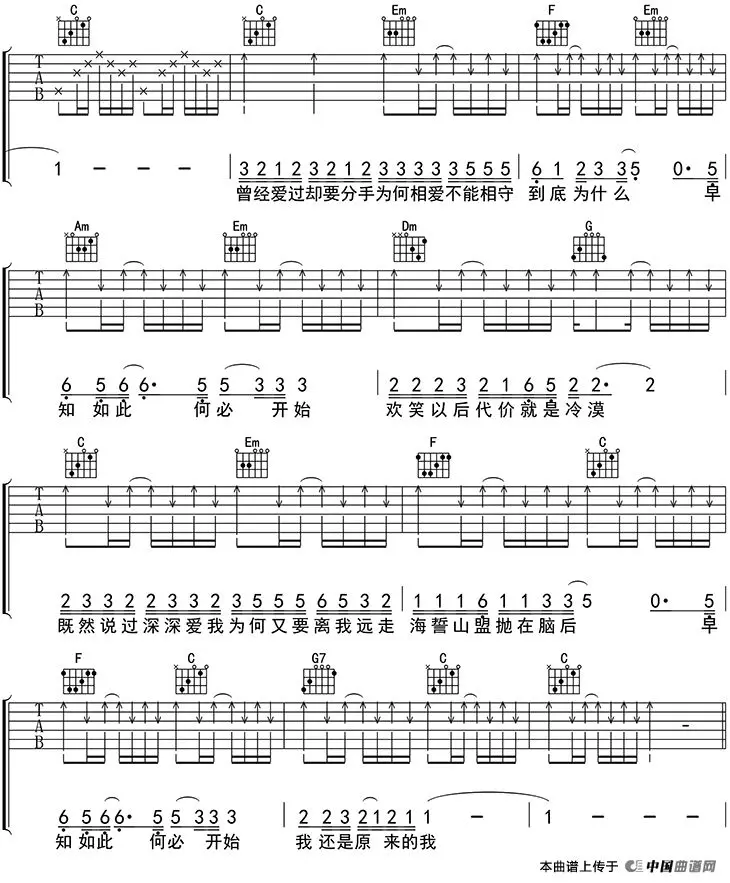 C C Em F Em
T A B
1 - - - 3 2 1 2 3 2 1 2 3 3 3 3 3 5 5 5 6 1 2 3 3 5 0· 5
曾经爱过却要分手为何相爱不能相守 到底为什么 卓
Am Em Dm G
T A B
6 5 6 6· 5 5 3 3 3 2 2 2 3 2 1 6 5 2 2· 2
知 如此 何必 开始 欢笑以后代价就是冷漠
C Em F C
T A B
2 3 3 2 2 3 3 2 3 5 5 5 6 5 3 2 1 1 1 6 1 1 3 3 5 0· 5
既然说过深深爱我为何又要离我远走 海誓山盟抛在脑后 卓
F C G7 C C
T A B
6 5 6 6· 5 5 3 3 3 2 2 3 2 1 2 1 1 - - 1 - -
知 如此 何必 开始 我 还是原 来的我
本曲谱上传于 中国曲谱网